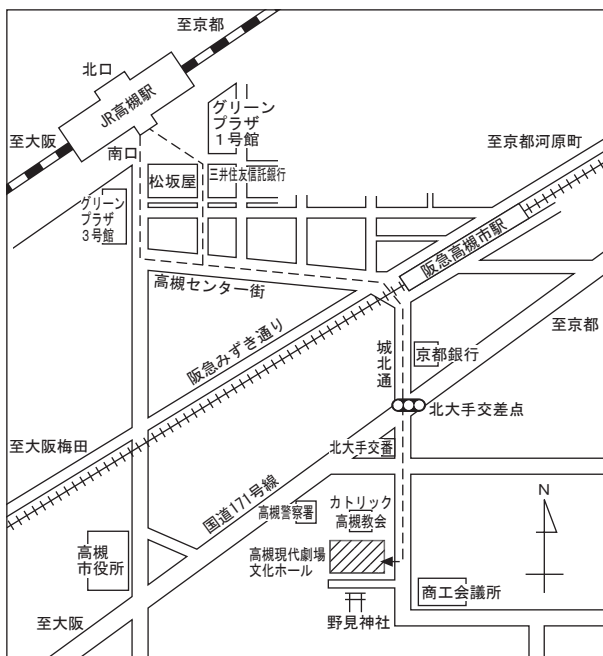 至京都
北口
JR高槻駅
グリーン
プラザ
1号館
至大阪
南口
至京都河原町
松坂屋
三井住友信託銀行
グリーン
プラザ
3号館
阪急高槻市駅
高槻センター街
至京都
阪急みずき通り
城北通
京都銀行
北大手交差点
至大阪梅田
北大手交番
国道171号線
カトリック
高槻教会
高槻警察署
N
高槻
市役所
高槻現代劇場
文化ホール
商工会議所
至大阪
野見神社